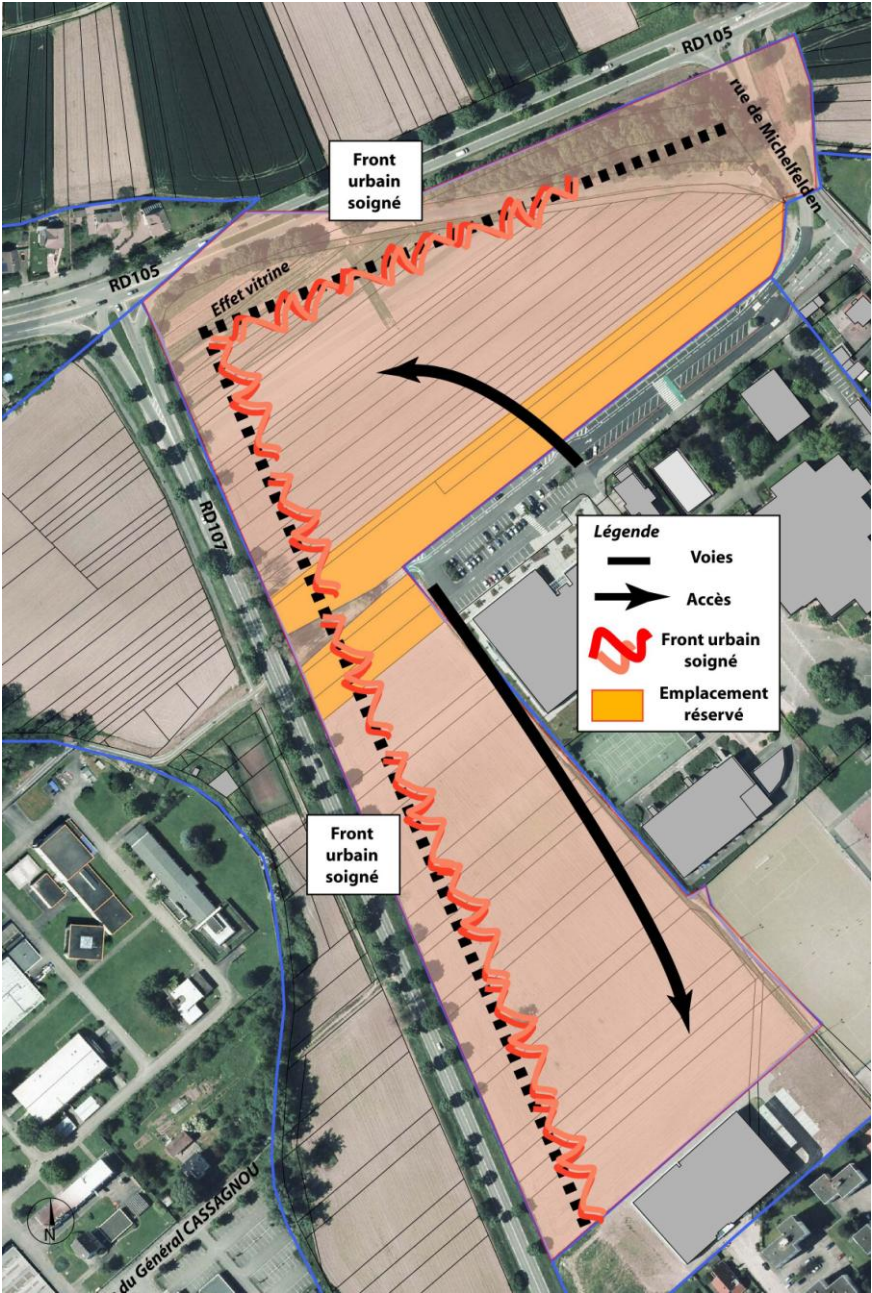 RD105
rue de Michelfelden
Front
urbain
soigné
RD105
Effet vitrine
RD107
Légende
Voies
Accès
Front urbain
soigné
Emplacement
réservé
Front
urbain
soigné
N
du Général CASSAGNOU